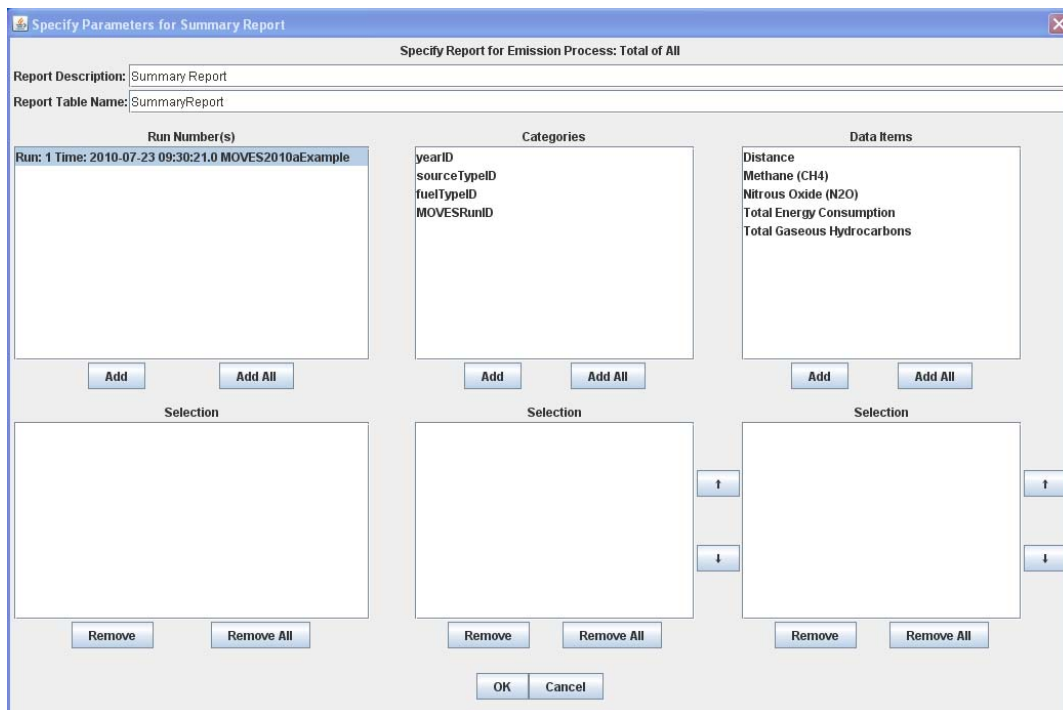 Specify Parameters for Summary Report
Specify Report for Emission Process: Total of All
Report Description: Summary Report
Report Table Name: SummaryReport
Run Number(s)
Run: 1 Time: 2010-07-23 09:30:21.0 MOVES2010aExample
Add Add All
Categories
yearID
sourceTypeID
fuelTypeID
MOVESRunID
Add Add All
Data Items
Distance
Methane (CH4)
Nitrous Oxide (N2O)
Total Energy Consumption
Total Gaseous Hydrocarbons
Add Add All
Selection
Remove Remove All
Selection
Remove Remove All
Selection
Remove Remove All
OK Cancel